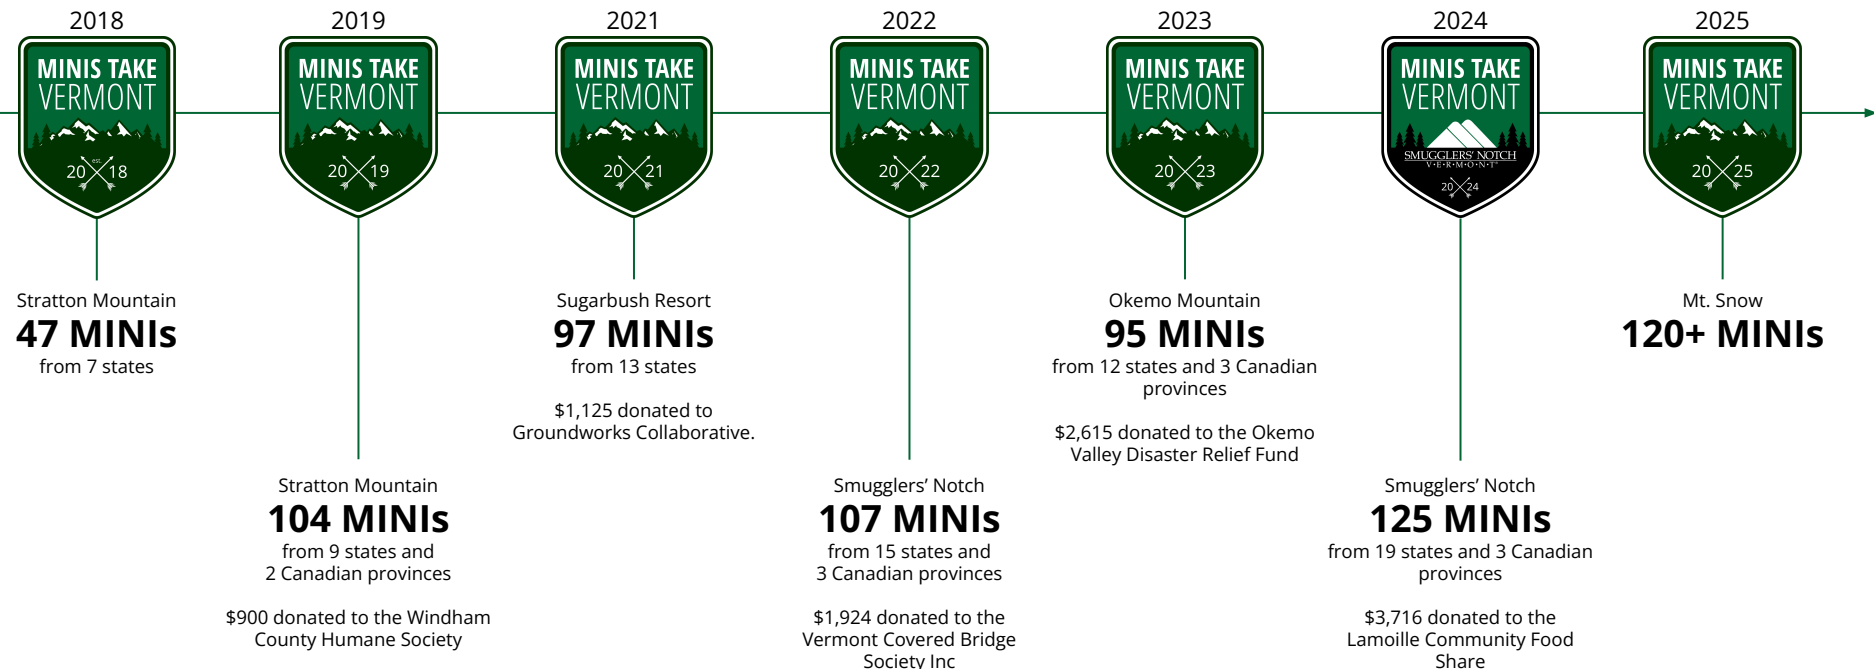 2018
MINIS TAKE
VERMONT
est.
20 18
Stratton Mountain
47 MINIs
from 7 states
2019
MINIS TAKE
VERMONT
20 19
Stratton Mountain
104 MINIs
from 9 states and
2 Canadian provinces
$900 donated to the Windham
County Humane Society
2021
MINIS TAKE
VERMONT
20 21
Sugarbush Resort
97 MINIs
from 13 states
$1,125 donated to
Groundworks Collaborative.
2022
MINIS TAKE
VERMONT
20 22
Smugglers’ Notch
107 MINIs
from 15 states and
3 Canadian provinces
$1,924 donated to the
Vermont Covered Bridge
Society Inc
2023
MINIS TAKE
VERMONT
20 23
Okemo Mountain
95 MINIs
from 12 states and 3 Canadian
provinces
$2,615 donated to the Okemo
Valley Disaster Relief Fund
2024
MINIS TAKE
VERMONT
SMUGGLERS’ NOTCH
V•E•R•M•O•N•T
20 24
Smugglers’ Notch
125 MINIs
from 19 states and 3 Canadian
provinces
$3,716 donated to the
Lamoille Community Food
Share
2025
MINIS TAKE
VERMONT
20 25
Mt. Snow
120+ MINIs